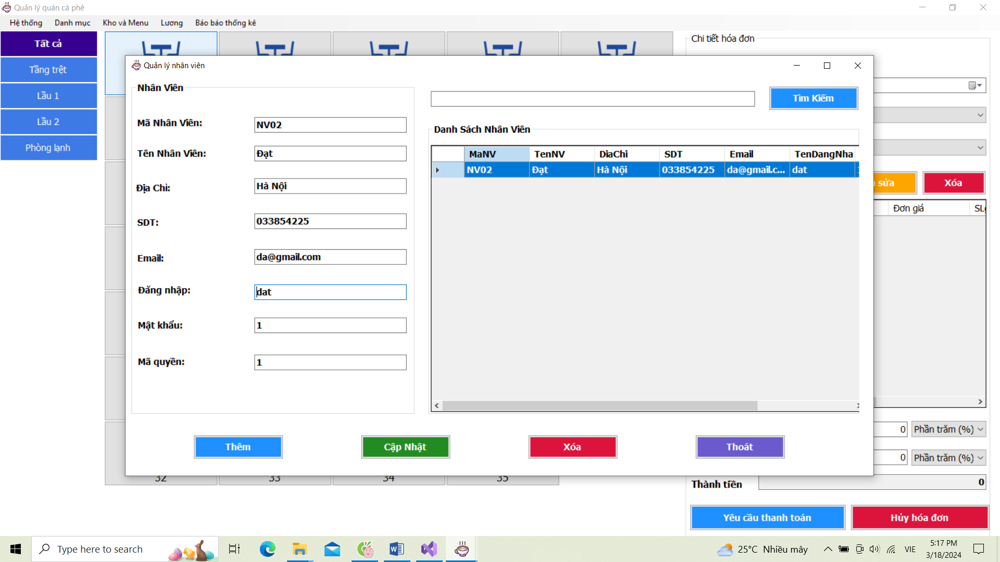 Quản lý quán cà phê
Hệ thống Danh mục Kho và Menu Lương Báo báo thống kê
Tất cả
Tầng trệt
Lầu 1
Lầu 2
Phòng lạnh
Chi tiết hóa đơn
Quản lý nhân viên
Nhân Viên
Mã Nhân Viên: NV02
Tên Nhân Viên: Đạt
Địa Chỉ: Hà Nội
SDT: 033854225
Email: da@gmail.com
Đăng nhập: dat
Mật khẩu: 1
Mã quyền: 1
Tìm Kiếm
Danh Sách Nhân Viên
MaNV TenNV DiaChi SDT Email TenDangNha
NV02 Đạt Hà Nội 033854225 da@gmail.c... dat
Thêm
Cập Nhật
Xóa
Thoát
sửa
Xóa
Đơn giá
0 Phần trăm (%)
0 Phần trăm (%)
Thành tiền 0
Yêu cầu thanh toán
Hủy hóa đơn
32 33 34 35
Type here to search
25°C Nhiều mây
VIE
5:17 PM
3/18/2024